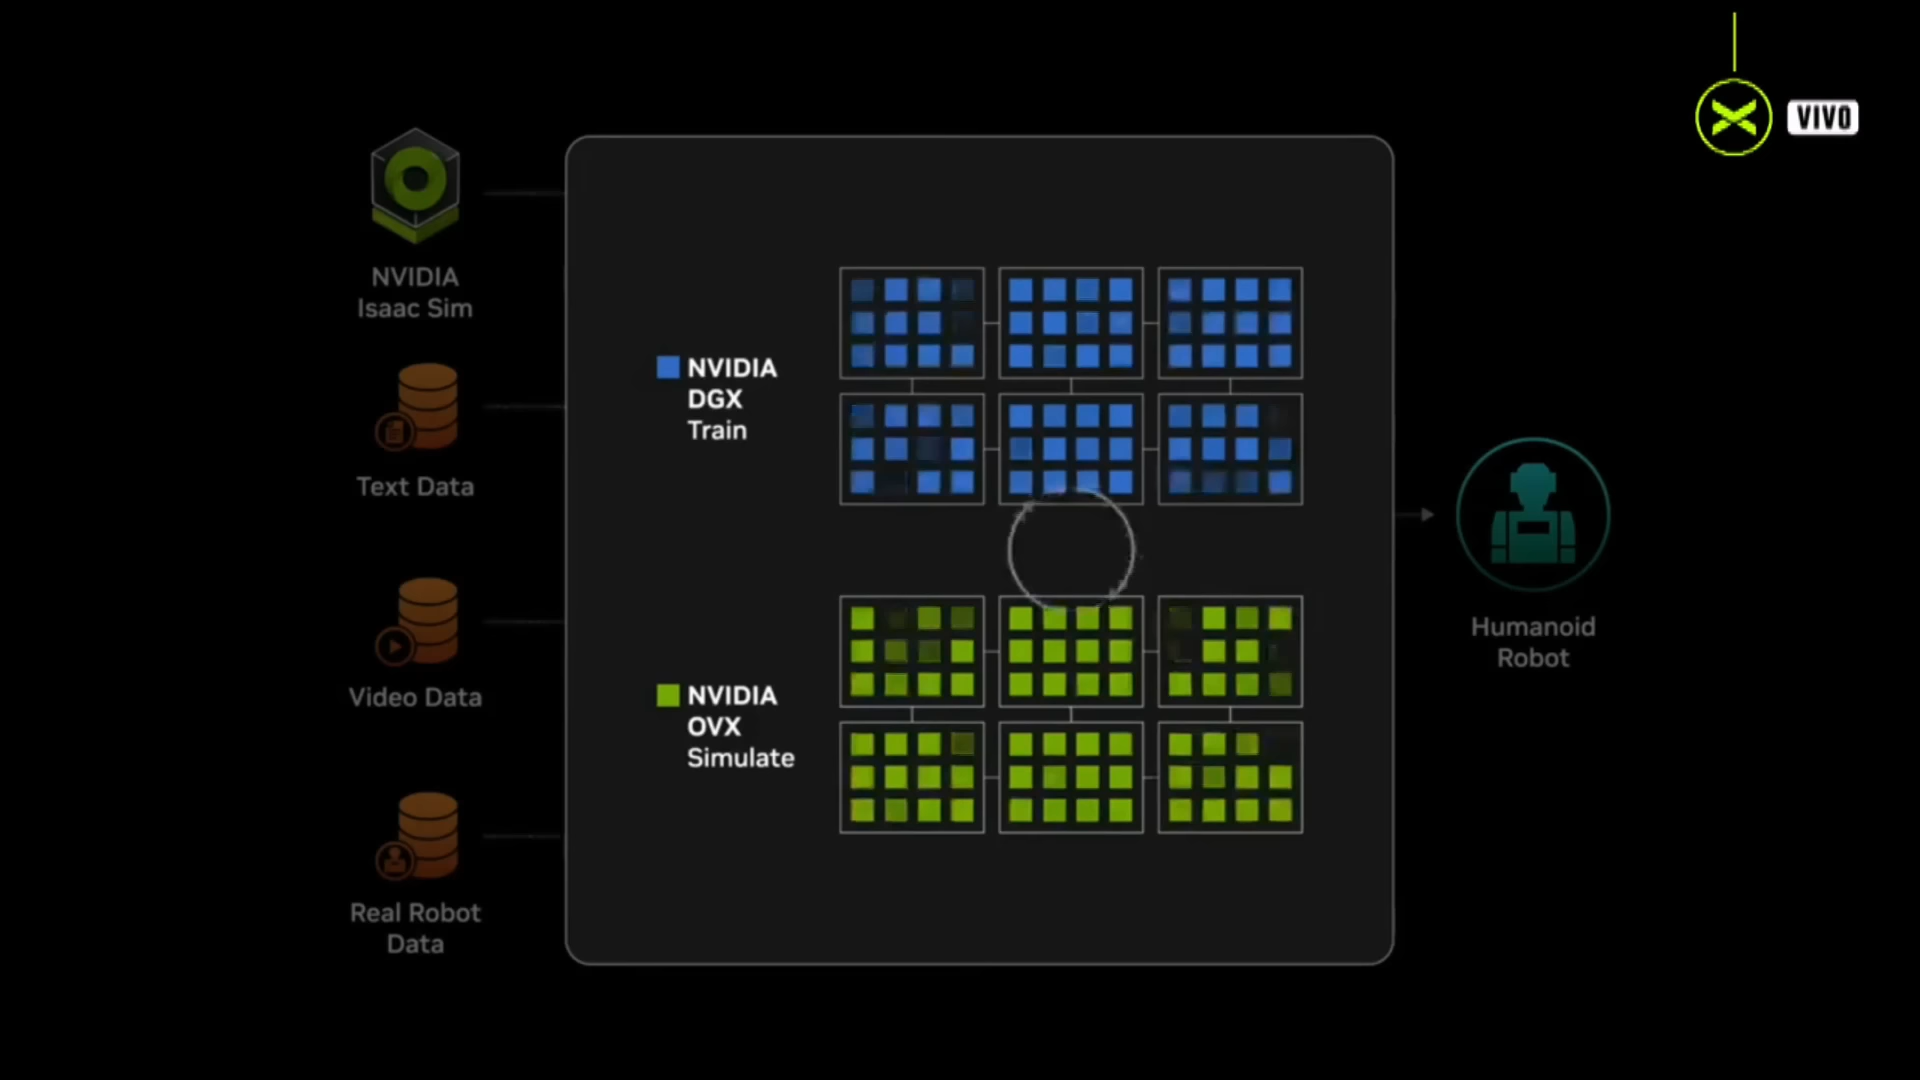 VIVO
NVIDIA
Isaac Sim
Text Data
Video Data
Real Robot
Data
NVIDIA
DGX
Train
NVIDIA
OVX
Simulate
Humanoid
Robot